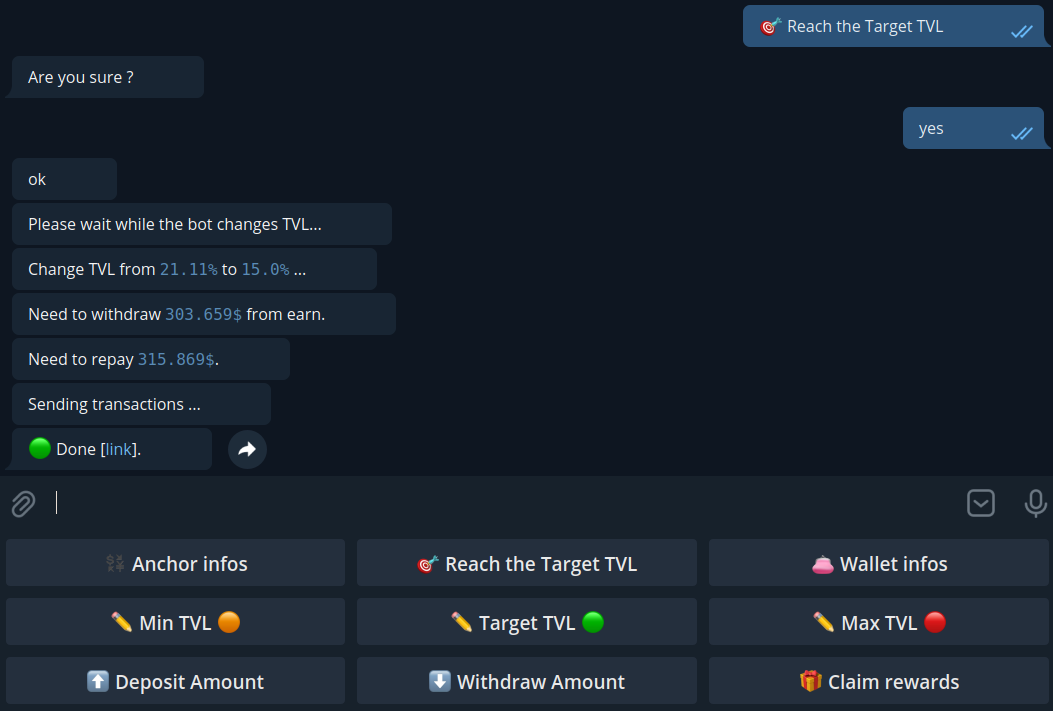 🎯 Reach the Target TVL
Are you sure ?
yes
ok
Please wait while the bot changes TVL...
Change TVL from 21.11% to 15.0% ...
Need to withdraw 303.659$ from earn.
Need to repay 315.869$.
Sending transactions ...
🟢 Done [link].
💱 Anchor infos
🎯 Reach the Target TVL
👛 Wallet infos
✏️ Min TVL 🟠
✏️ Target TVL 🟢
✏️ Max TVL 🔴
⬆️ Deposit Amount
⬇️ Withdraw Amount
🎁 Claim rewards